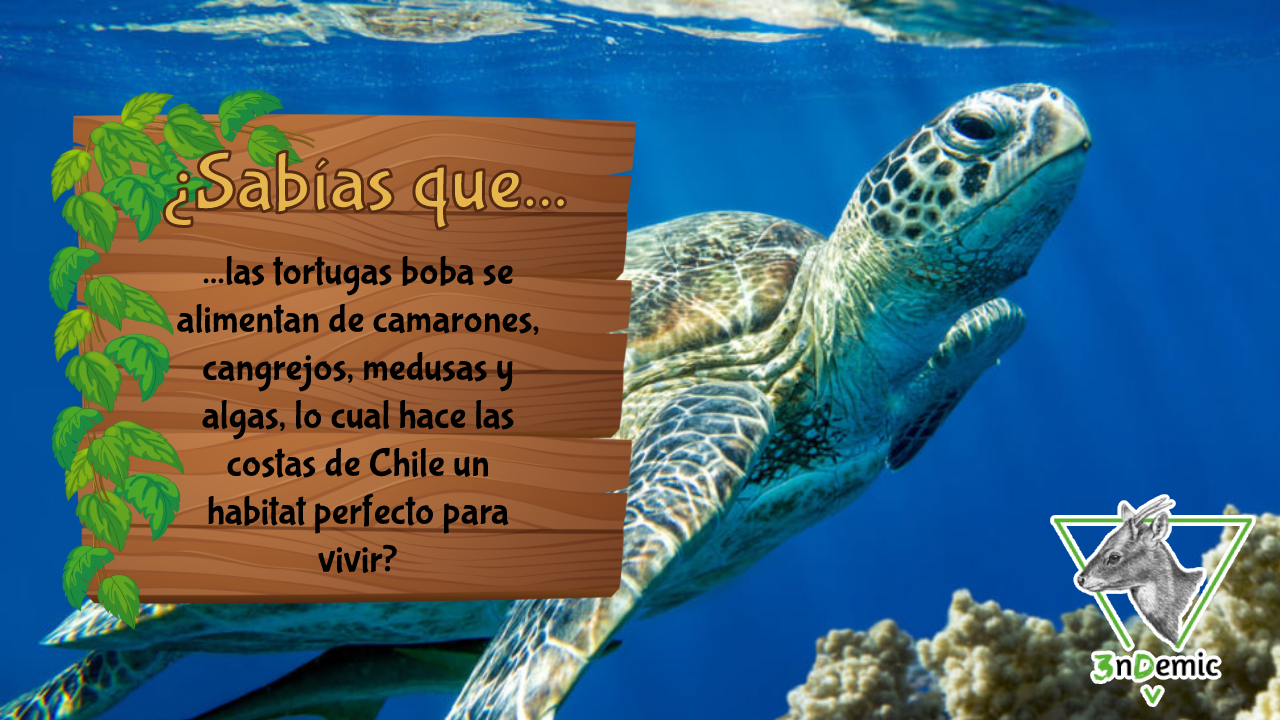 ¿Sabías que...
...las tortugas boba se
alimentan de camarones,
cangrejos, medusas y
algas, lo cual hace las
costas de Chile un
habitat perfecto para
vivir?
3nDemic